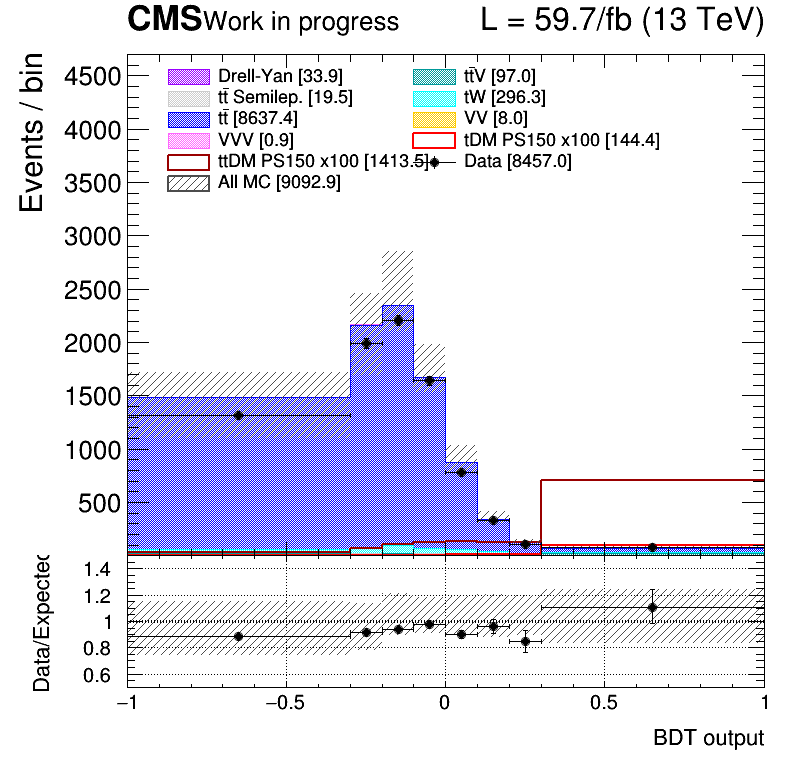 CMS Work in progress L = 59.7/fb (13 TeV)
Events / bin
4500
4000
3500
3000
2500
2000
1500
1000
500
Drell-Yan [33.9] tt̄V [97.0]
tt̄ Semilep. [19.5] tW [296.3]
tt̄ [8637.4] VV [8.0]
VVV [0.9] tDM PS150 x100 [144.4]
ttDM PS150 x100 [1413.5] Data [8457.0]
All MC [9092.9]
Data/Expected
1.4
1.2
1
0.8
0.6
−1 −0.5 0 0.5 1
BDT output